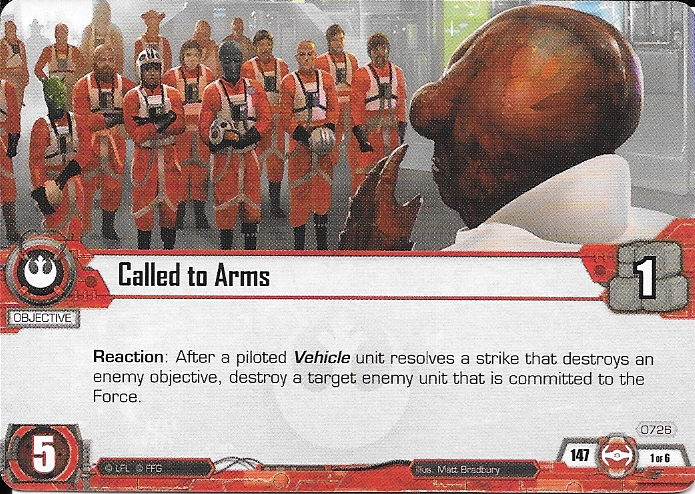 Called to Arms
1
OBJECTIVE
Reaction: After a piloted Vehicle unit resolves a strike that destroys an
enemy objective, destroy a target enemy unit that is committed to the
Force.
0726
5
© LFL © FFG
Illus. Matt Bradbury
147
1 OF 6